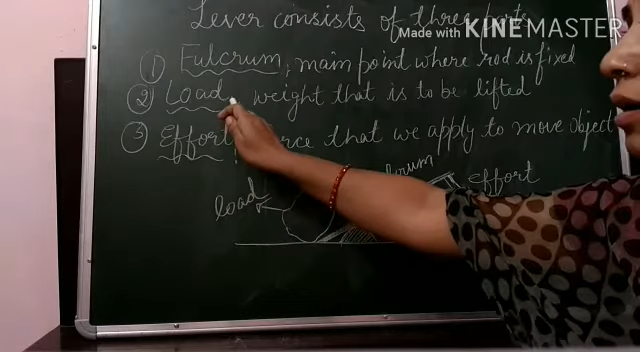 Lever consists of three parts
Made with KINEMASTER
① Fulcrum; main point where rod is fixed
② Load weight that is to be lifted
③ Effort that we apply to move object
effort
load